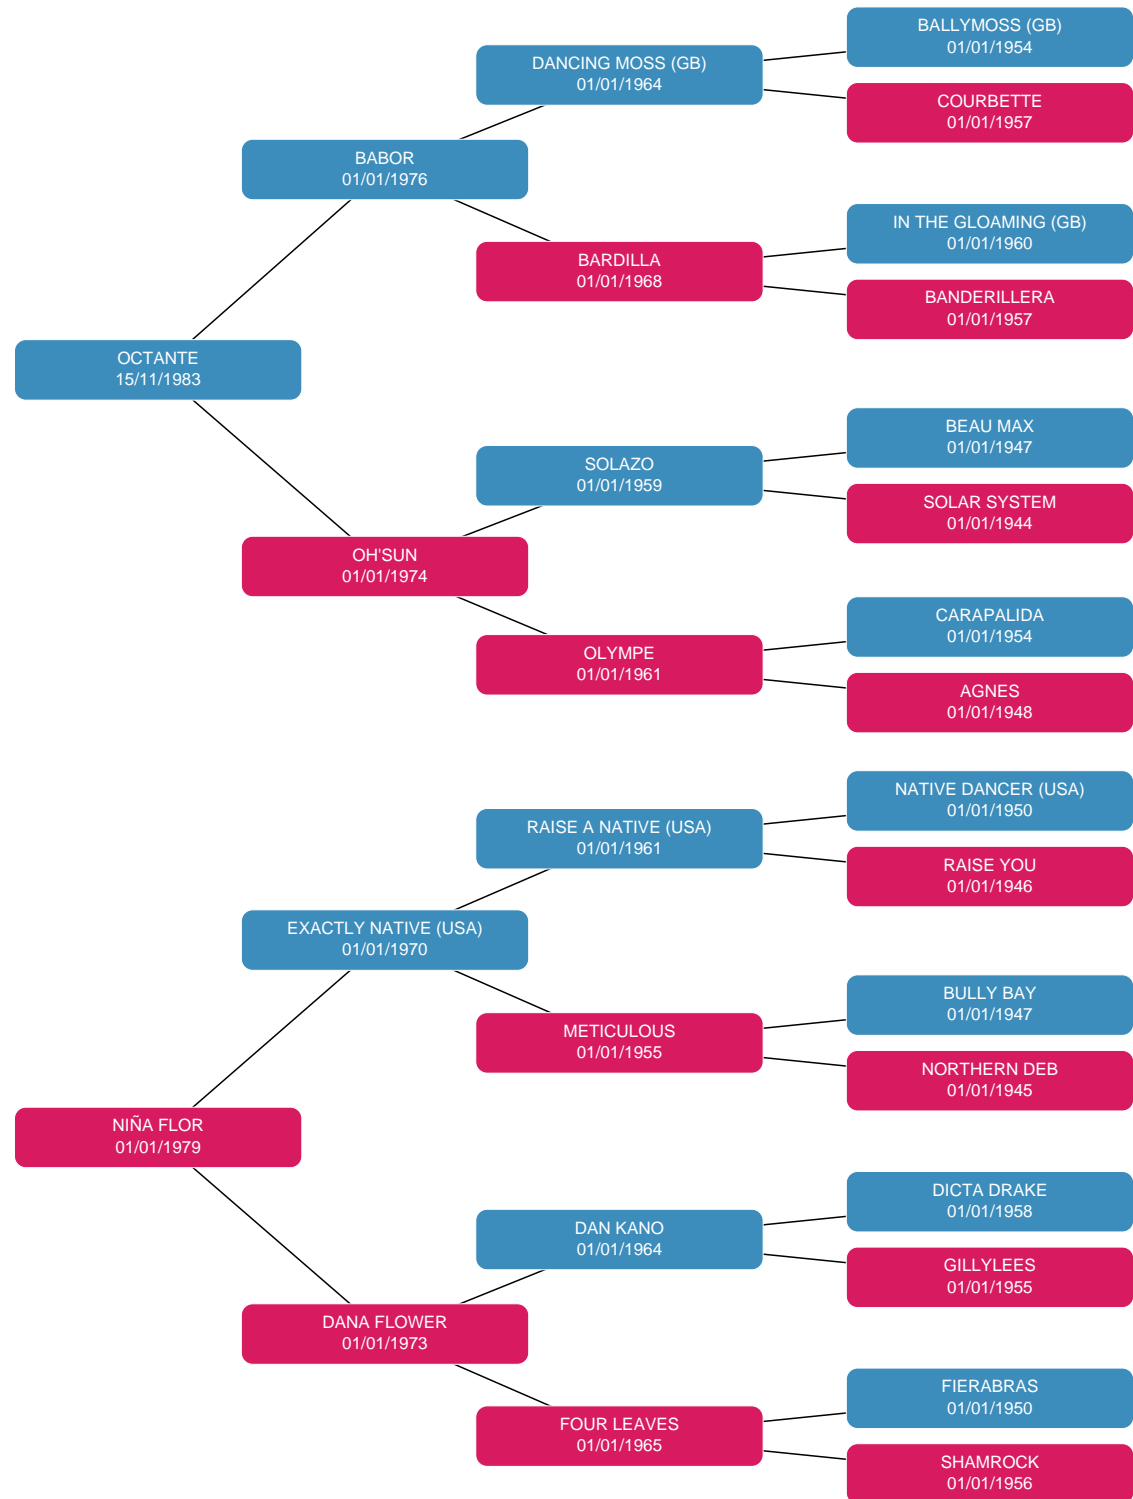 BALLYMOSS (GB)
01/01/1954
DANCING MOSS (GB)
01/01/1964
COURBETTE
01/01/1957
BABOR
01/01/1976
IN THE GLOAMING (GB)
01/01/1960
BARDILLA
01/01/1968
BANDERILLERA
01/01/1957
OCTANTE
15/11/1983
BEAU MAX
01/01/1947
SOLAZO
01/01/1959
SOLAR SYSTEM
01/01/1944
OH'SUN
01/01/1974
CARAPALIDA
01/01/1954
OLYMPE
01/01/1961
AGNES
01/01/1948
NATIVE DANCER (USA)
01/01/1950
RAISE A NATIVE (USA)
01/01/1961
RAISE YOU
01/01/1946
EXACTLY NATIVE (USA)
01/01/1970
BULLY BAY
01/01/1947
METICULOUS
01/01/1955
NORTHERN DEB
01/01/1945
NIÑA FLOR
01/01/1979
DICTA DRAKE
01/01/1958
DAN KANO
01/01/1964
GILLYLEES
01/01/1955
DANA FLOWER
01/01/1973
FIERABRAS
01/01/1950
FOUR LEAVES
01/01/1965
SHAMROCK
01/01/1956